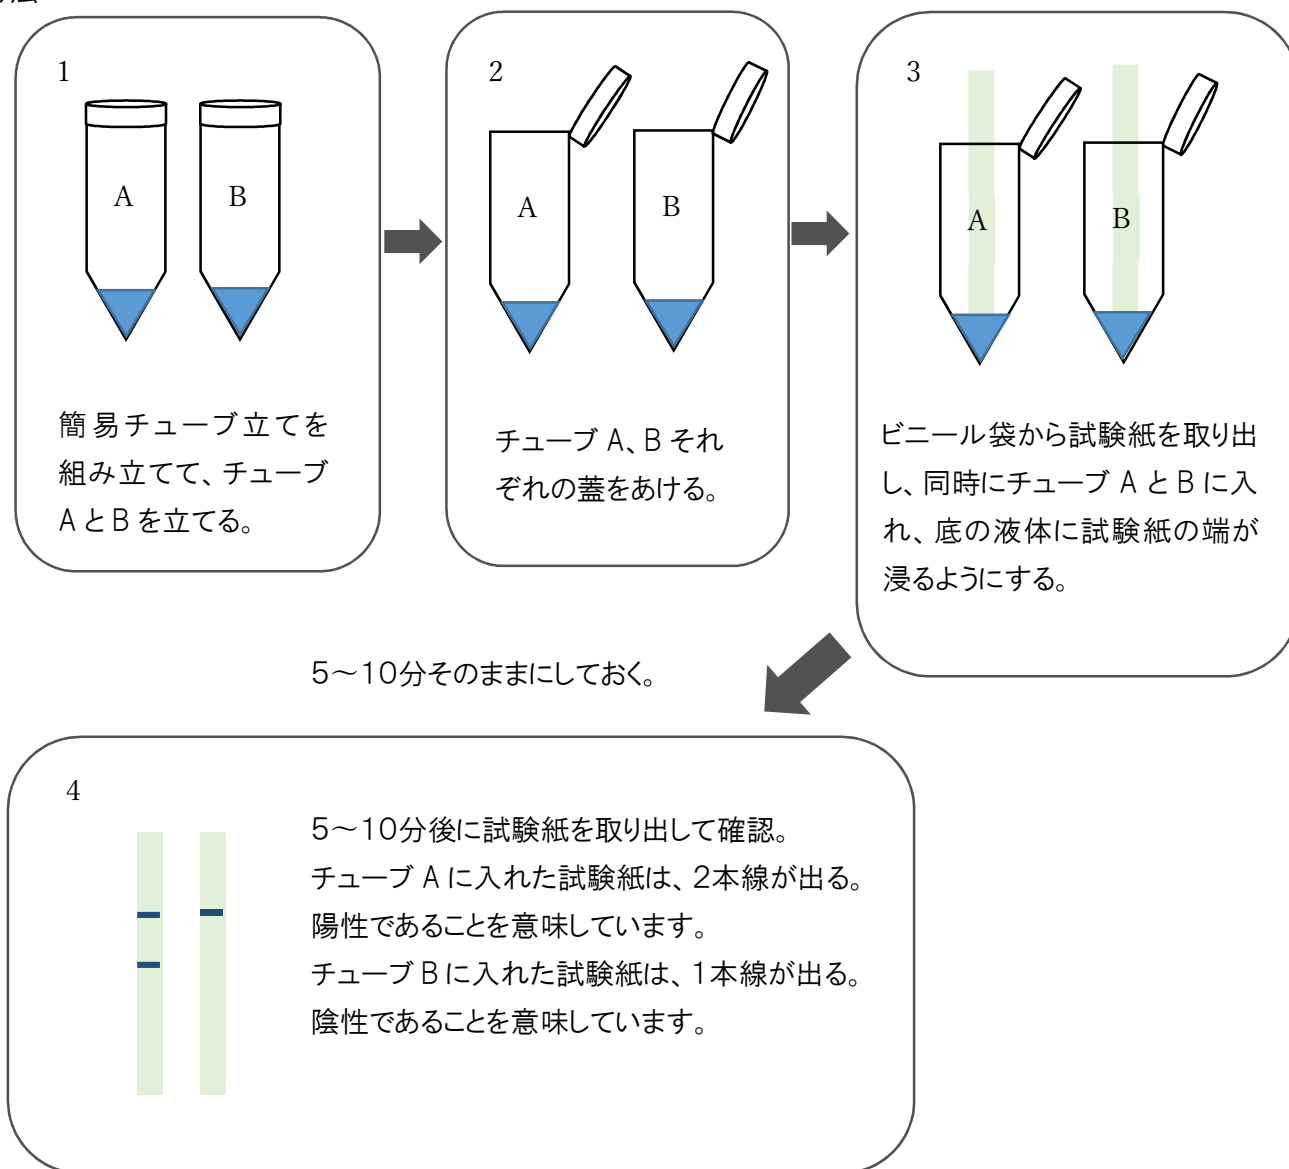 1
A
B
簡易チューブ立てを
組み立てて、チューブ
AとBを立てる。
2
A
B
チューブ A、B それ
ぞれの蓋をあける。
3
A
B
ビニール袋から試験紙を取り出
し、同時にチューブ A と B に入
れ、底の液体に試験紙の端が
浸るようにする。
5～10分そのままにしておく。
4
5～10分後に試験紙を取り出して確認。
チューブ A に入れた試験紙は、2本線が出る。
陽性であることを意味しています。
チューブ B に入れた試験紙は、1本線が出る。
陰性であることを意味しています。